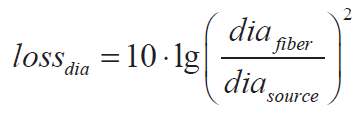 loss_dia = 10 · lg(dia_fiber / dia_source)^2